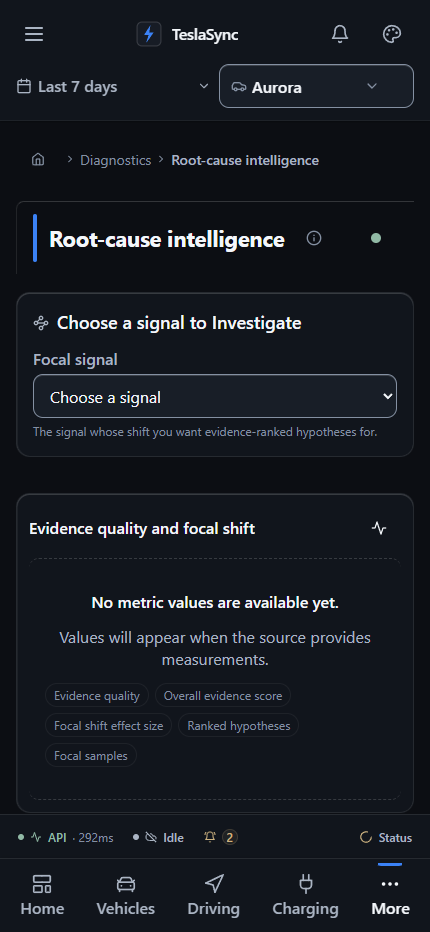 TeslaSync
Last 7 days
Aurora
Diagnostics
Root-cause intelligence
Root-cause intelligence
Choose a signal to Investigate
Focal signal
Choose a signal
The signal whose shift you want evidence-ranked hypotheses for.
Evidence quality and focal shift
No metric values are available yet.
Values will appear when the source provides
measurements.
Evidence quality
Overall evidence score
Focal shift effect size
Ranked hypotheses
Focal samples
API · 292ms
Idle
2
Status
Home
Vehicles
Driving
Charging
More